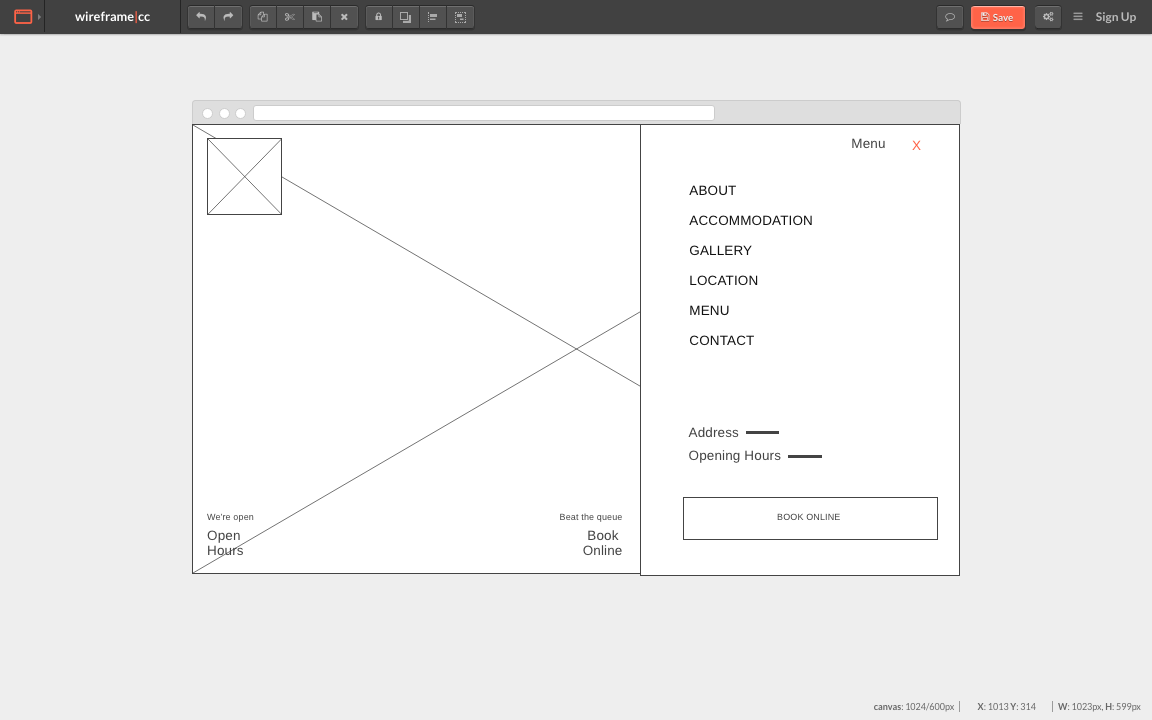 wireframe|cc
Save
Sign Up
Menu X
ABOUT
ACCOMMODATION
GALLERY
LOCATION
MENU
CONTACT
Address
Opening Hours
BOOK ONLINE
We're open
Open
Hours
Beat the queue
Book
Online
canvas: 1024/600px | X: 1013 Y: 314 | W: 1023px, H: 599px